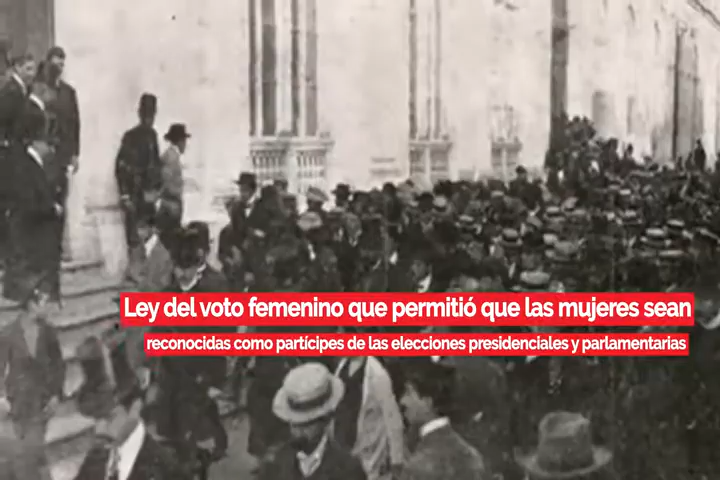 Ley del voto femenino que permitió que las mujeres sean
reconocidas como partícipes de las elecciones presidenciales y parlamentarias